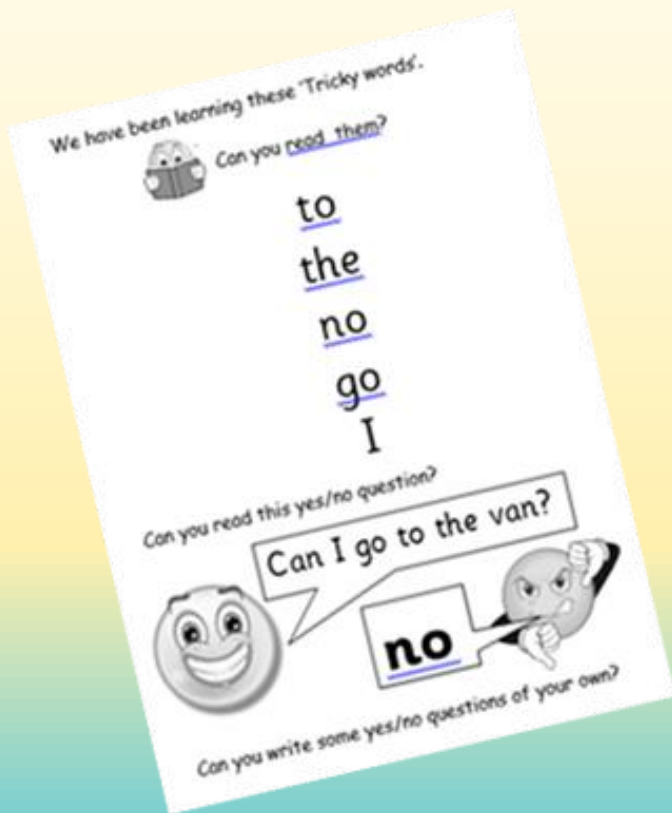 We have been learning these 'Tricky words'.
Can you read them?
to
the
no
go
I
Can you read this yes/no question?
Can I go to the van?
no
Can you write some yes/no questions of your own?